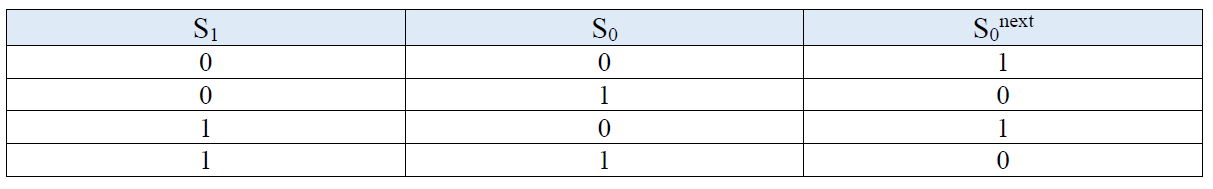 S₁ S₀ S₀ⁿᵉˣᵗ
0 0 1
0 1 0
1 0 1
1 1 0